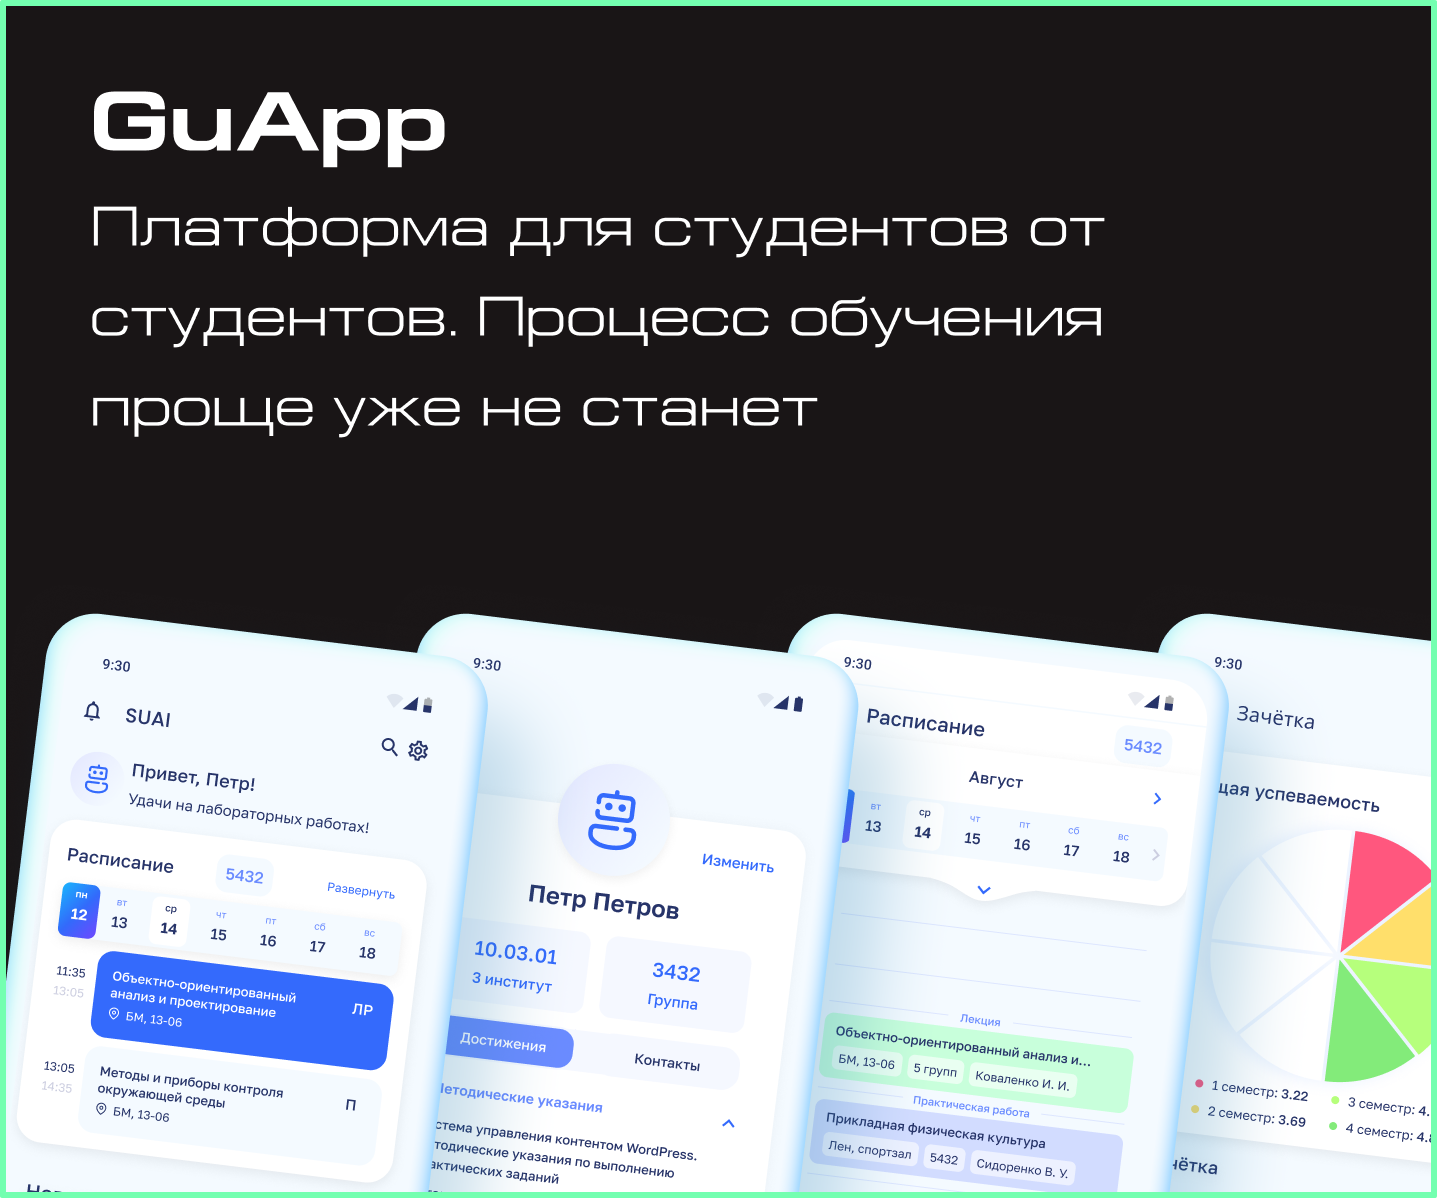 GuApp
Платформа для студентов от
студентов. Процесс обучения
проще уже не станет
9:30
SUAI
Привет, Петр!
Удачи на лабораторных работах!
Расписание
5432
Развернуть
пн вт ср чт пт сб вс
12 13 14 15 16 17 18
11:35
13:05
Объектно-ориентированный
анализ и проектирование
ЛР
БМ, 13-06
13:05
14:35
Методы и приборы контроля
окружающей среды
П
БМ, 13-06
9:30
Изменить
Петр Петров
10.03.01
3 институт
3432
Группа
Достижения
Контакты
етодические указания
стема управления контентом WordPress.
тодические указания по выполнению
актических заданий
9:30
Расписание
5432
Август
вт ср чт пт сб вс
13 14 15 16 17 18
Лекция
Объектно-ориентированный анализ и...
БМ, 13-06
5 групп
Коваленко И. И.
Практическая работа
Прикладная физическая культура
Лен, спортзал
5432
Сидоренко В. У.
9:30
Зачётка
щая успеваемость
1 семестр: 3.22
2 семестр: 3.69
3 семестр: 4.
4 семестр: 4.
чётка